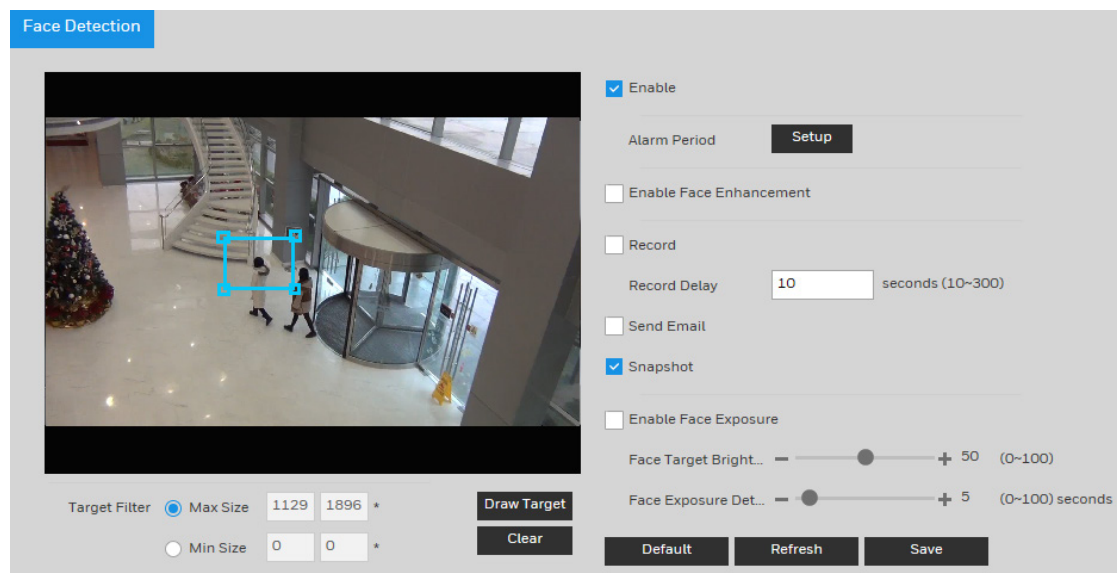 Face Detection
Enable
Alarm Period Setup
Enable Face Enhancement
Record
Record Delay 10 seconds (10~300)
Send Email
Snapshot
Enable Face Exposure
Face Target Bright... 50 (0~100)
Face Exposure Det... 5 (0~100) seconds
Target Filter Max Size 1129 1896 * Draw Target
Min Size 0 0 * Clear
Default Refresh Save